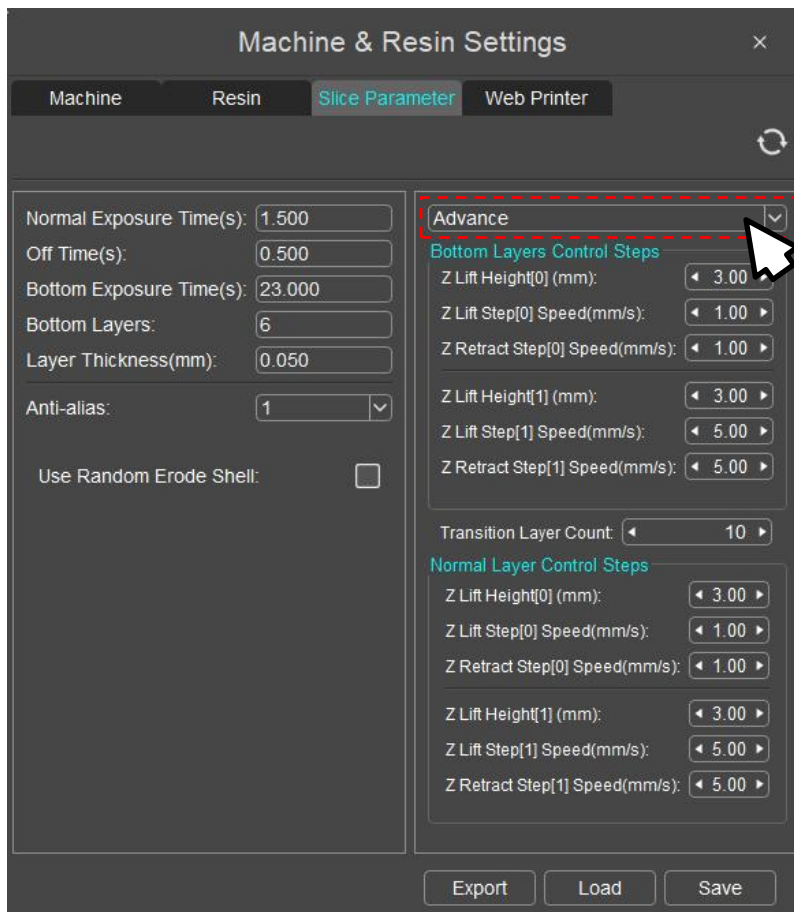 Machine & Resin Settings
Machine Resin Slice Parameter Web Printer
Normal Exposure Time(s): 1.500
Off Time(s): 0.500
Bottom Exposure Time(s): 23.000
Bottom Layers: 6
Layer Thickness(mm): 0.050
Anti-alias: 1
Use Random Erode Shell:
Advance
Bottom Layers Control Steps
Z Lift Height[0] (mm): 3.00
Z Lift Step[0] Speed(mm/s): 1.00
Z Retract Step[0] Speed(mm/s): 1.00
Z Lift Height[1] (mm): 3.00
Z Lift Step[1] Speed(mm/s): 5.00
Z Retract Step[1] Speed(mm/s): 5.00
Transition Layer Count: 10
Normal Layer Control Steps
Z Lift Height[0] (mm): 3.00
Z Lift Step[0] Speed(mm/s): 1.00
Z Retract Step[0] Speed(mm/s): 1.00
Z Lift Height[1] (mm): 3.00
Z Lift Step[1] Speed(mm/s): 5.00
Z Retract Step[1] Speed(mm/s): 5.00
Export Load Save